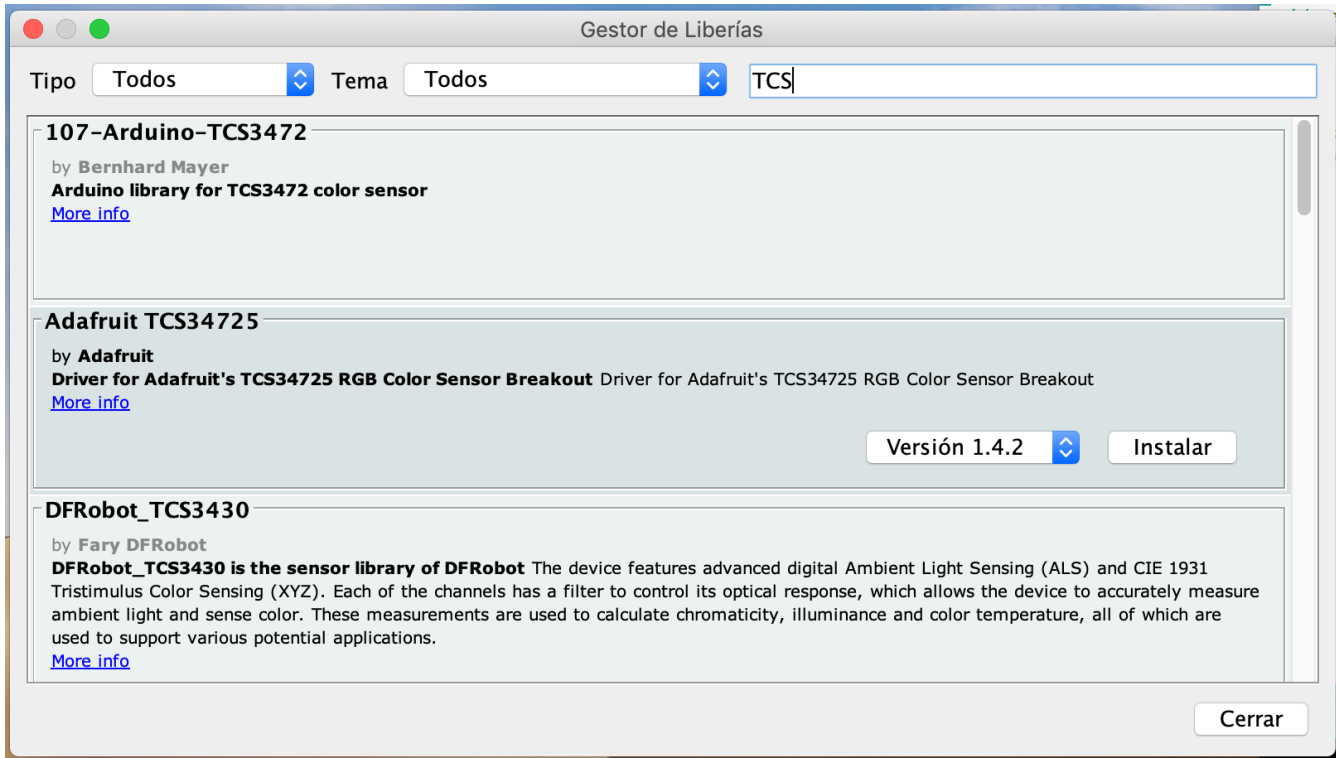 Gestor de Liberías
Tipo Todos Tema Todos TCS
107-Arduino-TCS3472
by Bernhard Mayer
Arduino library for TCS3472 color sensor
More info
Adafruit TCS34725
by Adafruit
Driver for Adafruit's TCS34725 RGB Color Sensor Breakout Driver for Adafruit's TCS34725 RGB Color Sensor Breakout
More info
Versión 1.4.2 Instalar
DFRobot_TCS3430
by Fary DFRobot
DFRobot_TCS3430 is the sensor library of DFRobot The device features advanced digital Ambient Light Sensing (ALS) and CIE 1931
Tristimulus Color Sensing (XYZ). Each of the channels has a filter to control its optical response, which allows the device to accurately measure
ambient light and sense color. These measurements are used to calculate chromaticity, illuminance and color temperature, all of which are
used to support various potential applications.
More info
Cerrar